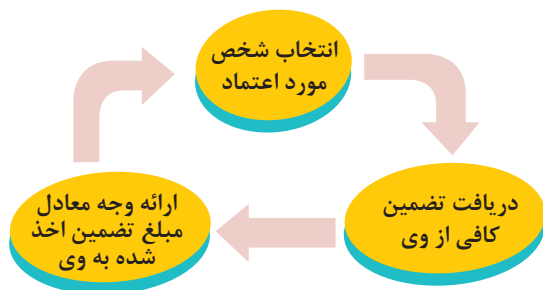 انتخاب شخص
مورد اعتماد
دریافت تضمین
کافی از وی
ارائه وجه معادل
مبلغ تضمین اخذ
شده به وی